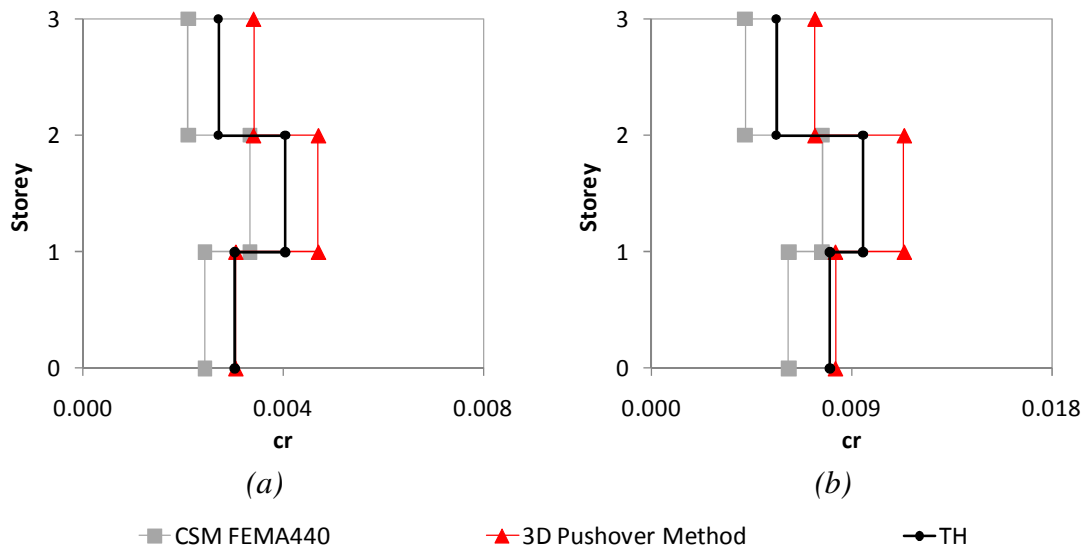 3
2
1
0
Storey
0.000 0.004 0.008
cr
(a)
3
2
1
0
Storey
0.000 0.009 0.018
cr
(b)
CSM FEMA440 3D Pushover Method TH